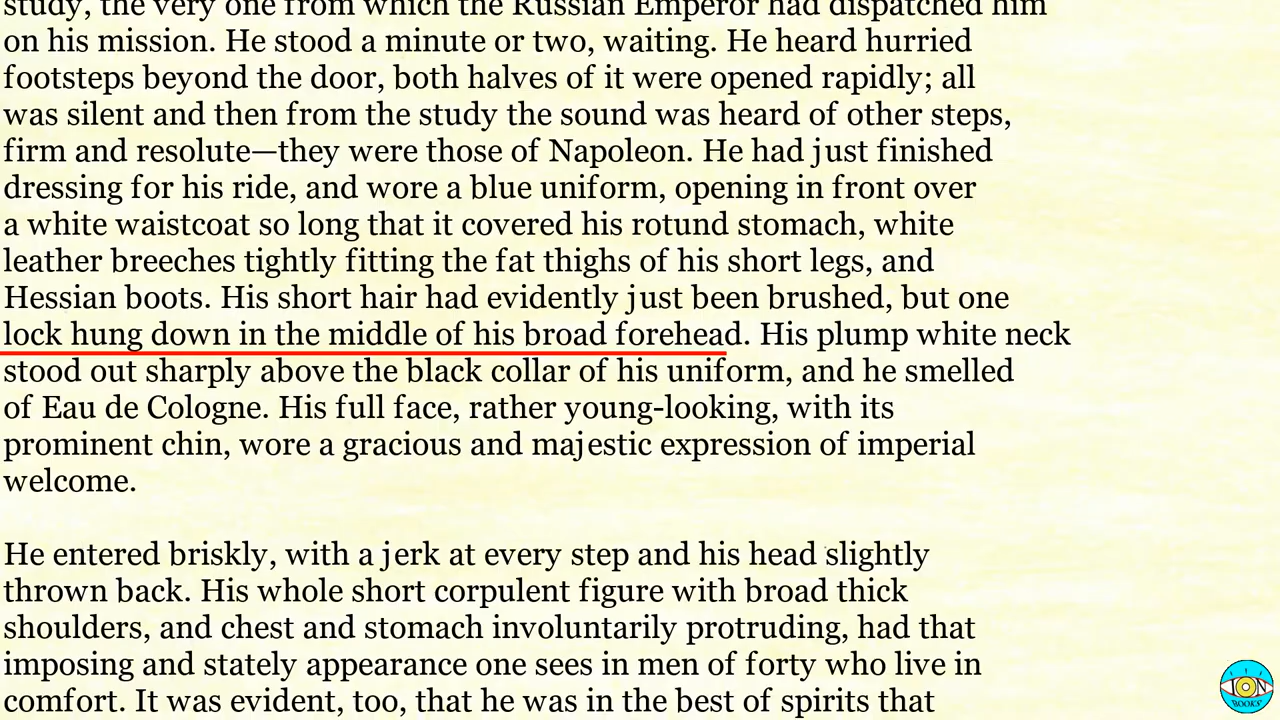 study, the very one from which the Russian Emperor had dispatched him
on his mission. He stood a minute or two, waiting. He heard hurried
footsteps beyond the door, both halves of it were opened rapidly; all
was silent and then from the study the sound was heard of other steps,
firm and resolute—they were those of Napoleon. He had just finished
dressing for his ride, and wore a blue uniform, opening in front over
a white waistcoat so long that it covered his rotund stomach, white
leather breeches tightly fitting the fat thighs of his short legs, and
Hessian boots. His short hair had evidently just been brushed, but one
lock hung down in the middle of his broad forehead. His plump white neck
stood out sharply above the black collar of his uniform, and he smelled
of Eau de Cologne. His full face, rather young-looking, with its
prominent chin, wore a gracious and majestic expression of imperial
welcome.
He entered briskly, with a jerk at every step and his head slightly
thrown back. His whole short corpulent figure with broad thick
shoulders, and chest and stomach involuntarily protruding, had that
imposing and stately appearance one sees in men of forty who live in
comfort. It was evident, too, that he was in the best of spirits that
BOOKS